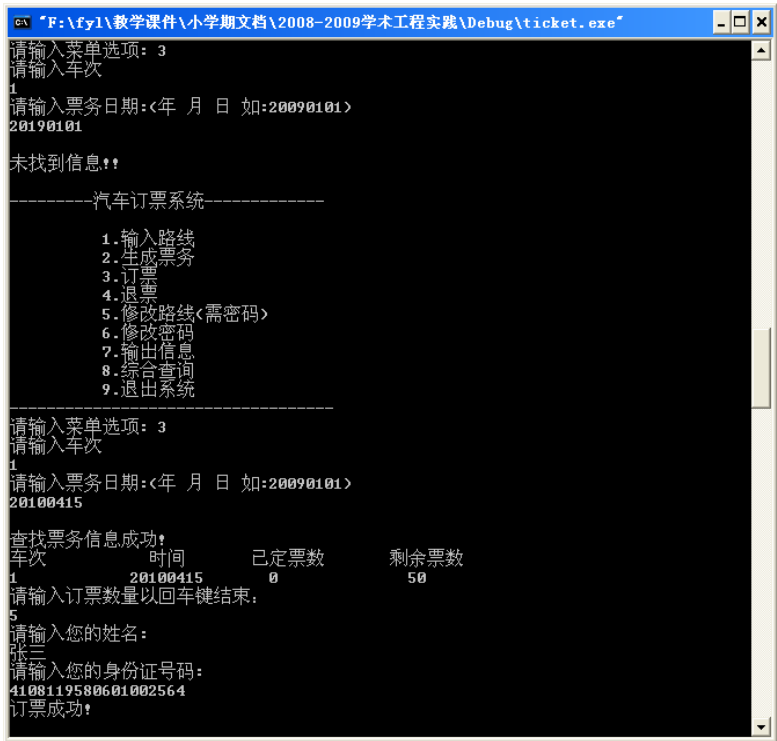 "F:\fyl\教学课件\小学期文档\2008-2009学术工程实践\Debug\ticket.exe"
请输入菜单选项: 3
请输入车次
1
请输入票务日期:(年 月 日 如:20090101)
20190101
未找到信息!!
---------汽车订票系统-------------
1.输入路线
2.生成票务
3.订票
4.退票
5.修改路线(需密码)
6.修改密码
7.输出信息
8.综合查询
9.退出系统
-----------------------------------
请输入菜单选项: 3
请输入车次
1
请输入票务日期:(年 月 日 如:20090101)
20100415
查找票务信息成功!
车次 时间 已定票数 剩余票数
1 20100415 0 50
请输入订票数量以回车键结束:
5
请输入您的姓名:
张三
请输入您的身份证号码:
4108119580601002564
订票成功!